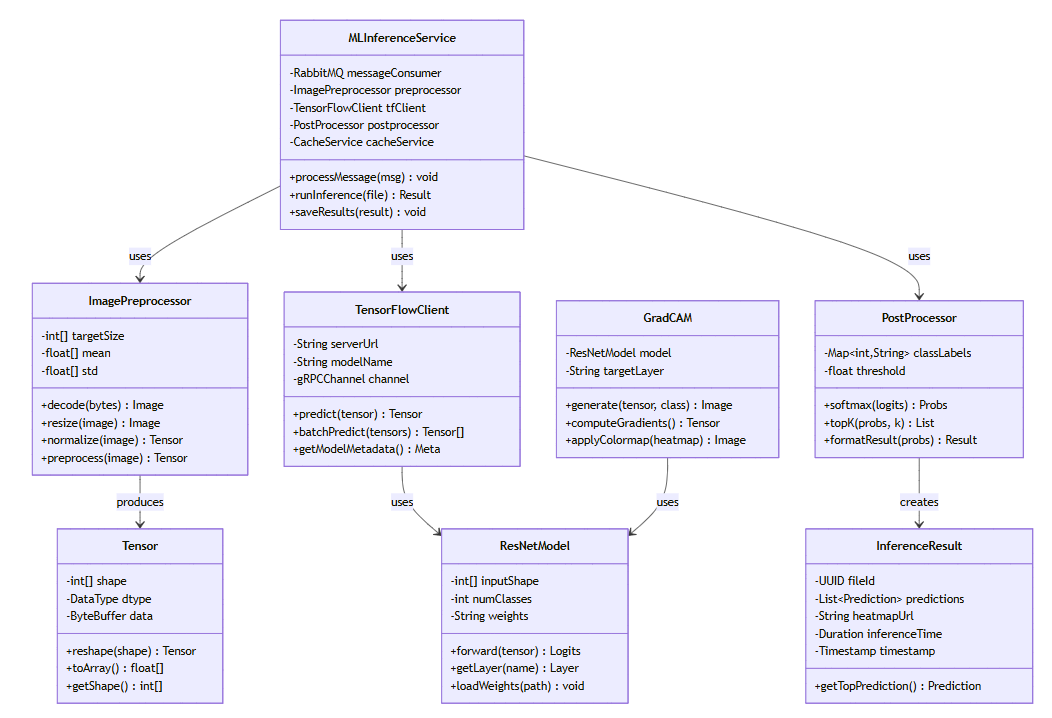 MLInferenceService
-RabbitMQ messageConsumer
-ImagePreprocessor preprocessor
-TensorFlowClient tfClient
-PostProcessor postprocessor
-CacheService cacheService
+processMessage(msg) : void
+runInference(file) : Result
+saveResults(result) : void
uses
uses
uses
ImagePreprocessor
-int[] targetSize
-float[] mean
-float[] std
+decode(bytes) : Image
+resize(image) : Image
+normalize(image) : Tensor
+preprocess(image) : Tensor
TensorFlowClient
-String serverUrl
-String modelName
-gRPCChannel channel
+predict(tensor) : Tensor
+batchPredict(tensors) : Tensor[]
+getModelMetadata() : Meta
GradCAM
-ResNetModel model
-String targetLayer
+generate(tensor, class) : Image
+computeGradients() : Tensor
+applyColormap(heatmap) : Image
PostProcessor
-Map<int,String> classLabels
-float threshold
+softmax(logits) : Probs
+topK(probs, k) : List
+formatResult(probs) : Result
produces
uses
uses
creates
Tensor
-int[] shape
-DataType dtype
-ByteBuffer data
+reshape(shape) : Tensor
+toArray() : float[]
+getShape() : int[]
ResNetModel
-int[] inputShape
-int numClasses
-String weights
+forward(tensor) : Logits
+getLayer(name) : Layer
+loadWeights(path) : void
InferenceResult
-UUID fileId
-List<Prediction> predictions
-String heatmapUrl
-Duration inferenceTime
-Timestamp timestamp
+getTopPrediction() : Prediction